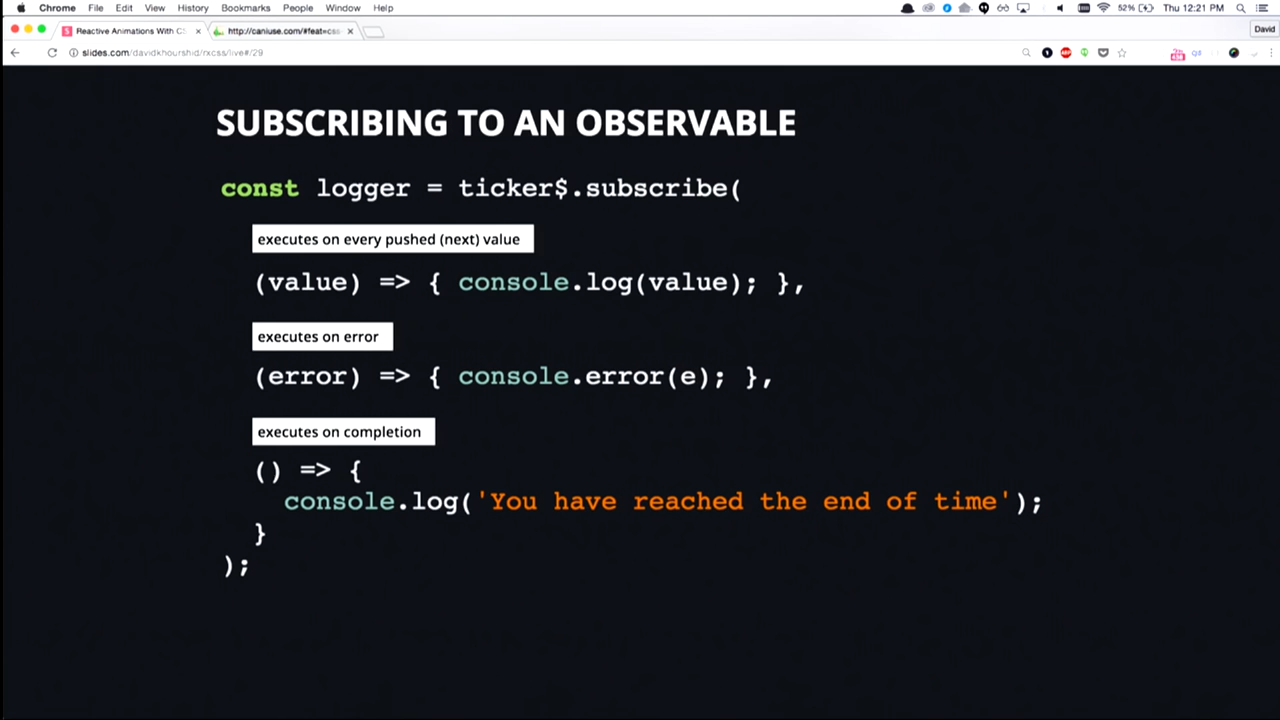 Chrome File Edit View History Bookmarks People Window Help 52% Thu 12:21 PM
Reactive Animations With CS http://caniuse.com/#feat=css David
slides.com/davidkhourshid/rxcss/live#/29
SUBSCRIBING TO AN OBSERVABLE
const logger = ticker$.subscribe(
executes on every pushed (next) value
(value) => { console.log(value); },
executes on error
(error) => { console.error(e); },
executes on completion
() => {
console.log('You have reached the end of time');
}
);